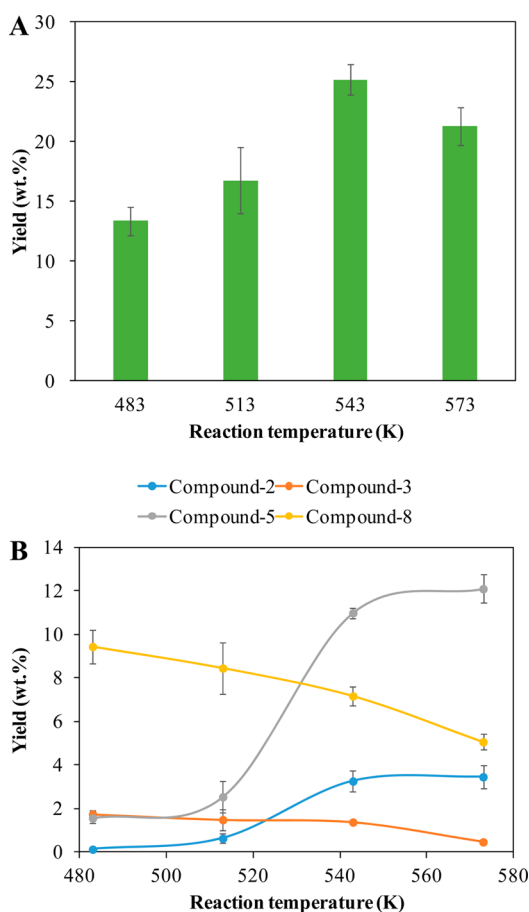 A
30
25
20
15
10
5
0
Yield (wt.%)
483 513 543 573
Reaction temperature (K)
Compound-2 Compound-3
Compound-5 Compound-8
B
14
12
10
8
6
4
2
0
Yield (wt.%)
480 500 520 540 560 580
Reaction temperature (K)